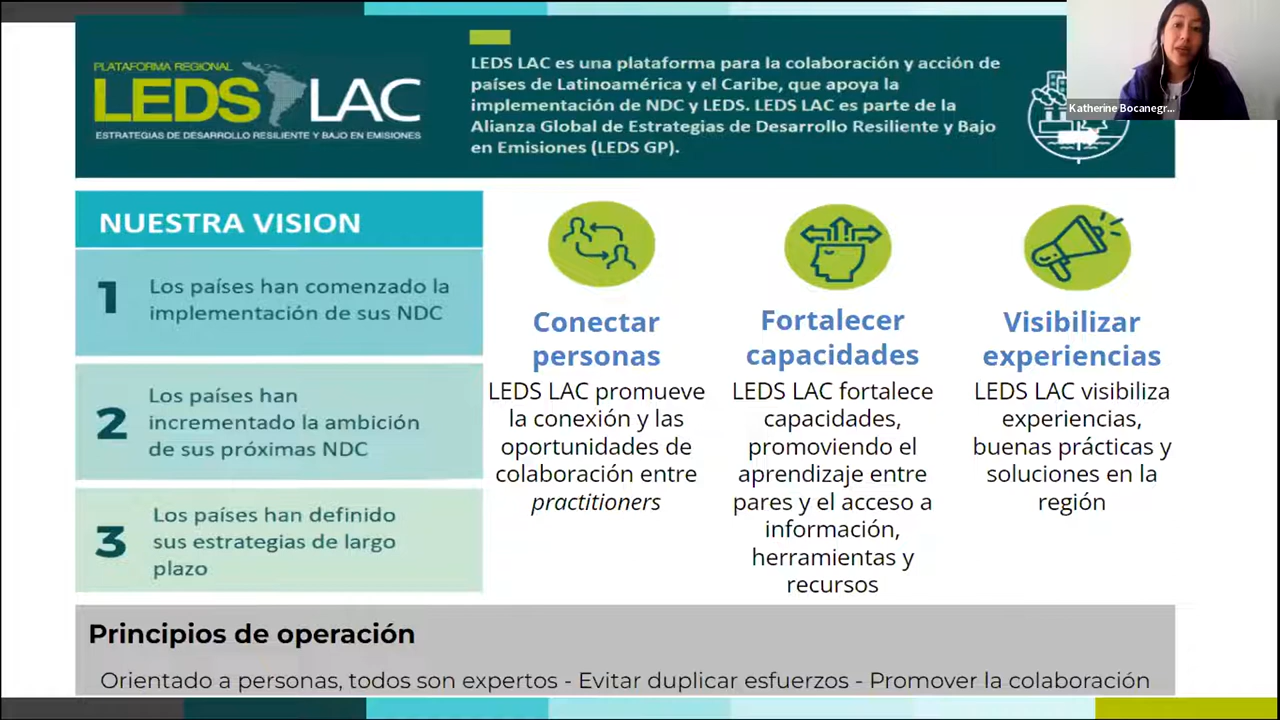 PLATAFORMA REGIONAL
LEDS LAC
ESTRATEGIAS DE DESARROLLO RESILIENTE Y BAJO EN EMISIONES
LEDS LAC es una plataforma para la colaboración y acción de
países de Latinoamérica y el Caribe, que apoya la
implementación de NDC y LEDS. LEDS LAC es parte de la
Alianza Global de Estrategias de Desarrollo Resiliente y Bajo
en Emisiones (LEDS GP).
Katherine Bocanegr...
NUESTRA VISION
1
Los países han comenzado la
implementación de sus NDC
2
Los países han
incrementado la ambición
de sus próximas NDC
3
Los países han definido
sus estrategias de largo
plazo
Conectar
personas
LEDS LAC promueve
la conexión y las
oportunidades de
colaboración entre
practitioners
Fortalecer
capacidades
LEDS LAC fortalece
capacidades,
promoviendo el
aprendizaje entre
pares y el acceso a
información,
herramientas y
recursos
Visibilizar
experiencias
LEDS LAC visibiliza
experiencias,
buenas prácticas y
soluciones en la
región
Principios de operación
Orientado a personas, todos son expertos - Evitar duplicar esfuerzos - Promover la colaboración